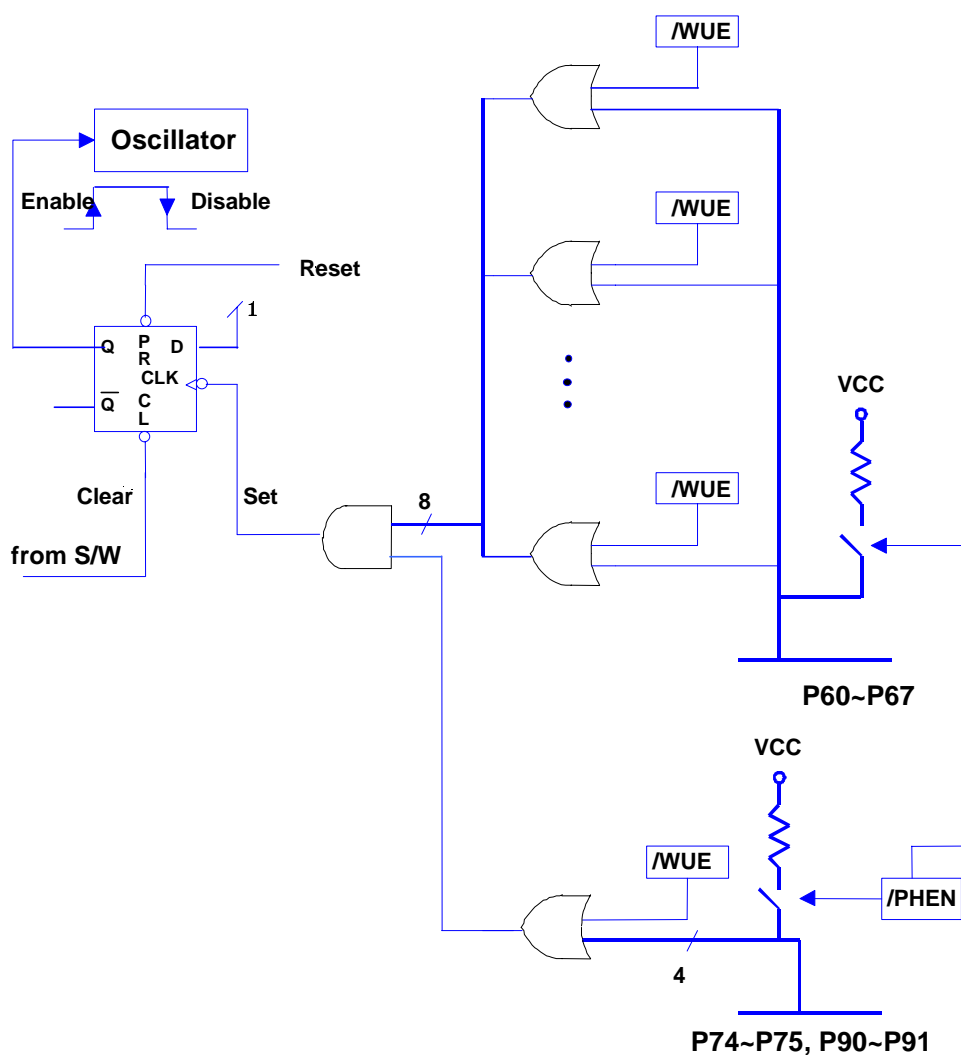 /WUE
Oscillator
Enable
Disable
/WUE
Reset
1
Q
P
R
D
CLK
Q
C
L
VCC
/WUE
Clear
Set
8
from S/W
P60~P67
VCC
/WUE
/PHEN
4
P74~P75, P90~P91